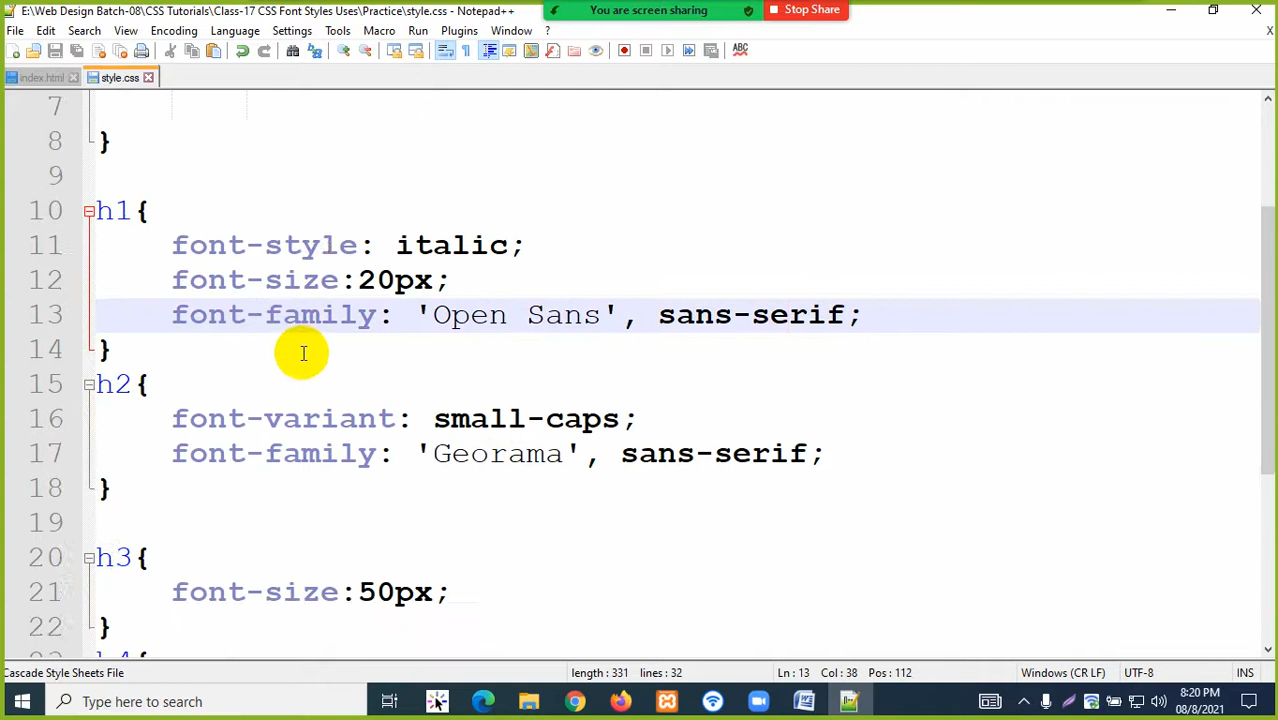 E:\Web Design Batch-08\CSS Tutorials\Class-17 CSS Font Styles Uses\Practice\style.css - Notepad++
You are screen sharing
Stop Share
File Edit Search View Encoding Language Settings Tools Macro Run Plugins Window ? X
ABC
index.html style.css
7
8 }
9
10 h1{
11 font-style: italic;
12 font-size:20px;
13 font-family: 'Open Sans', sans-serif;
14 }
15 h2{
16 font-variant: small-caps;
17 font-family: 'Georama', sans-serif;
18 }
19
20 h3{
21 font-size:50px;
22 }
23 h4{
Cascade Style Sheets File length : 331 lines : 32 Ln : 13 Col : 38 Pos : 112 Windows (CR LF) UTF-8 INS
Type here to search
8:20 PM
08/8/2021